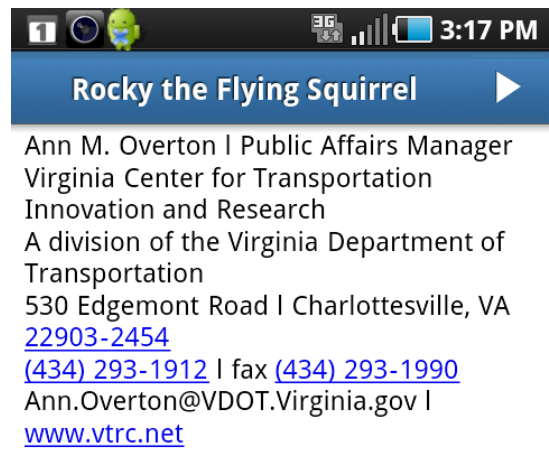 1 3G 3:17 PM
Rocky the Flying Squirrel
Ann M. Overton l Public Affairs Manager
Virginia Center for Transportation
Innovation and Research
A division of the Virginia Department of
Transportation
530 Edgemont Road l Charlottesville, VA
22903-2454
(434) 293-1912 l fax (434) 293-1990
Ann.Overton@VDOT.Virginia.gov l
www.vtrc.net